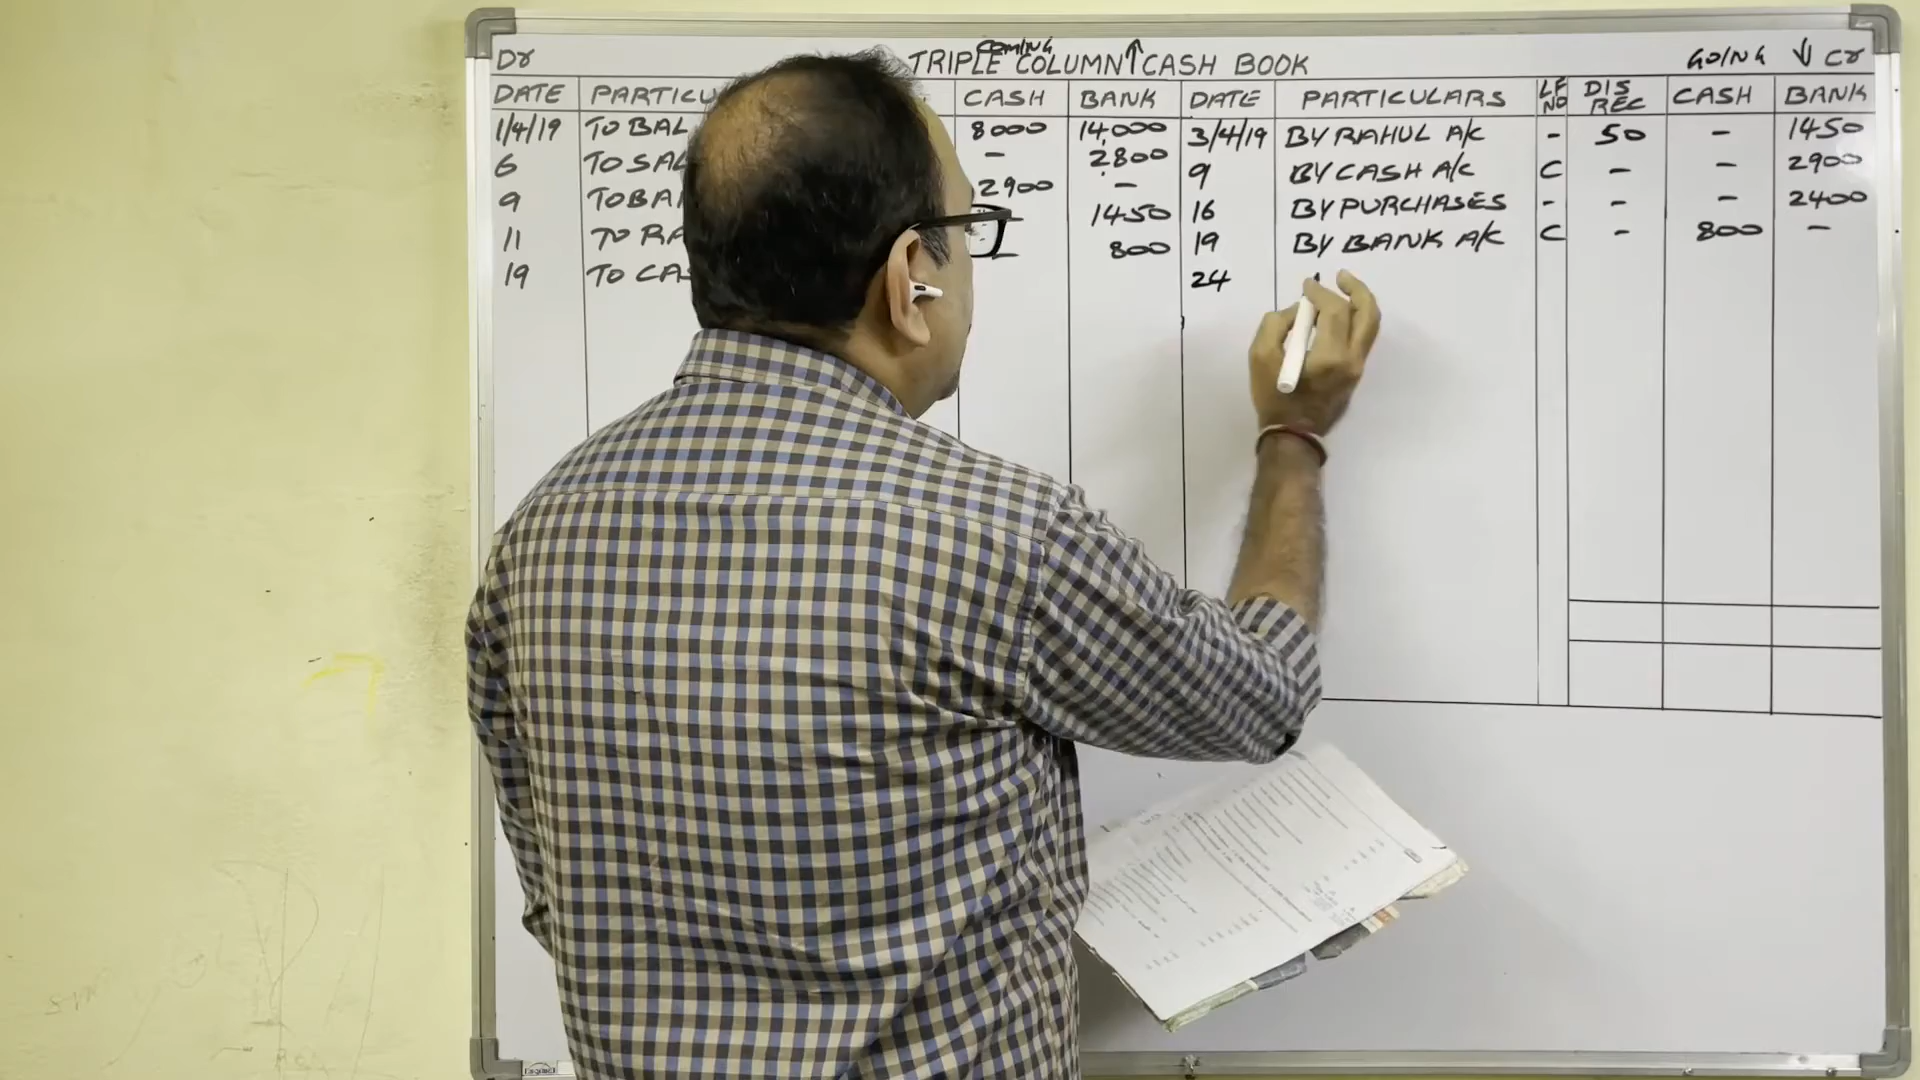 Dr TRIPLE COLUMN COMING ↑ CASH BOOK GOING ↓ Cr
DATE PARTICU CASH BANK DATE PARTICULARS LF NO DIS REC CASH BANK
1/4/19 TO BAL 8000 14,000 3/4/19 BY RAHUL A/C - 50 - 1450
6 TO SAL - 2800 9 BY CASH A/C C - - 2900
9 TO BA 2900 - 16 BY PURCHASES - - - 2400
11 TO RA - 1450 19 BY BANK A/C C - 800 -
19 TO CAS - 800 24